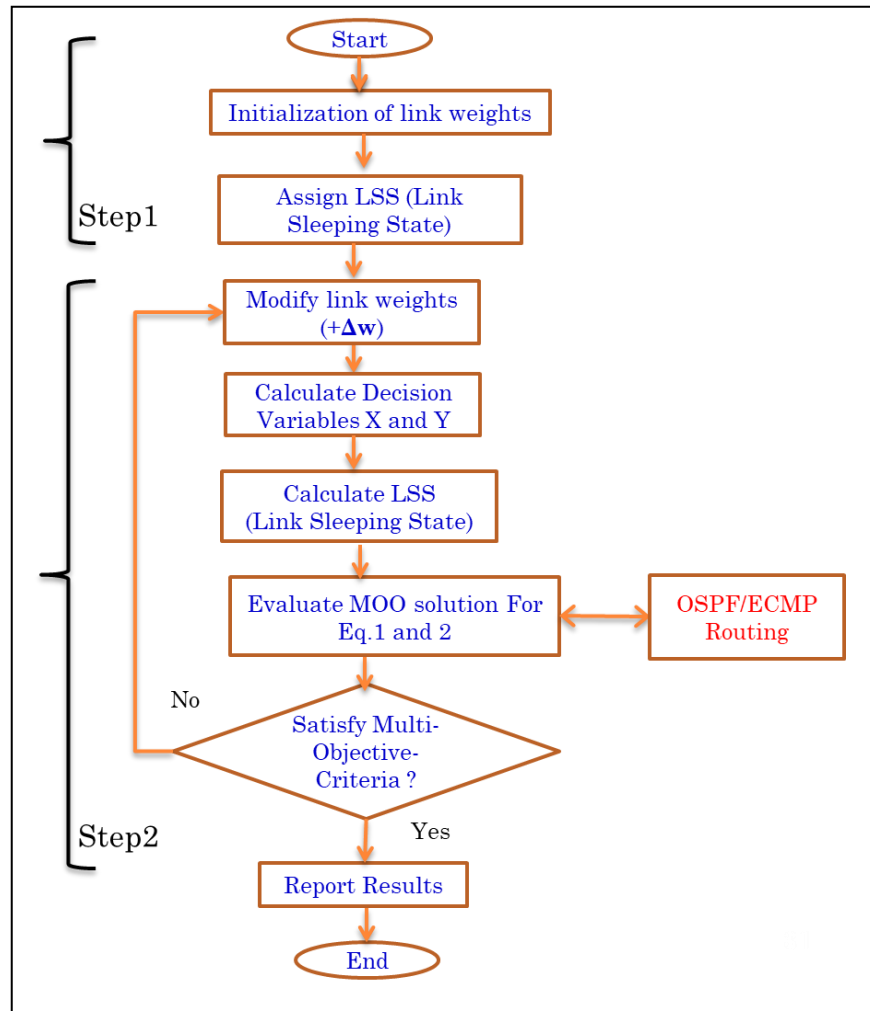 Start
Initialization of link weights
Assign LSS (Link
Sleeping State)
Step1
Modify link weights
(+Δw)
Calculate Decision
Variables X and Y
Calculate LSS
(Link Sleeping State)
Evaluate MOO solution For
Eq.1 and 2
OSPF/ECMP
Routing
No
Satisfy Multi-
Objective-
Criteria ?
Yes
Step2
Report Results
End